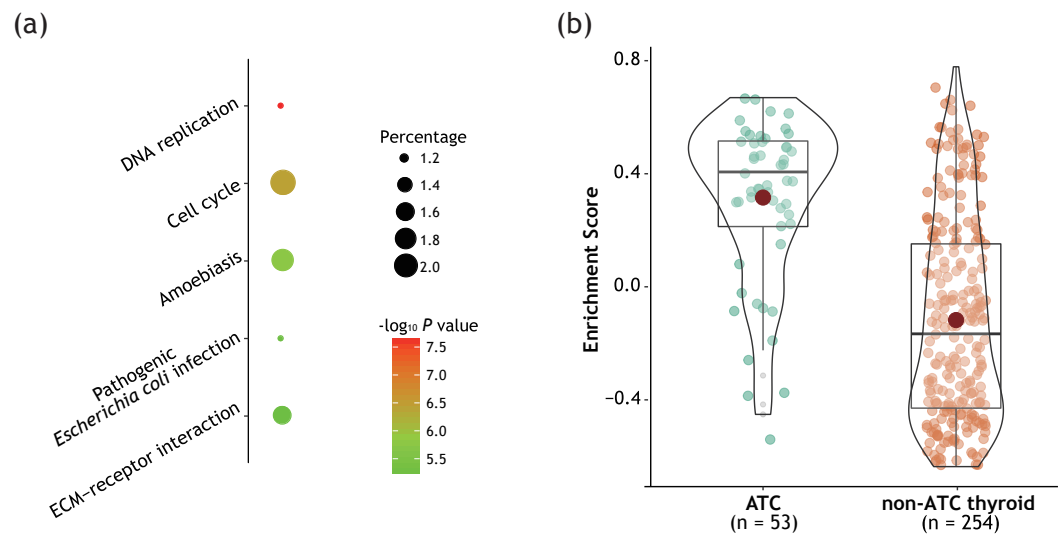 (a)
DNA replication
Cell cycle
Amoebiasis
Pathogenic
Escherichia coli infection
ECM–receptor interaction
Percentage
1.2
1.4
1.6
1.8
2.0
-log₁₀ P value
7.5
7.0
6.5
6.0
5.5
(b)
Enrichment Score
0.8
0.4
0.0
−0.4
ATC
(n = 53)
non-ATC thyroid
(n = 254)